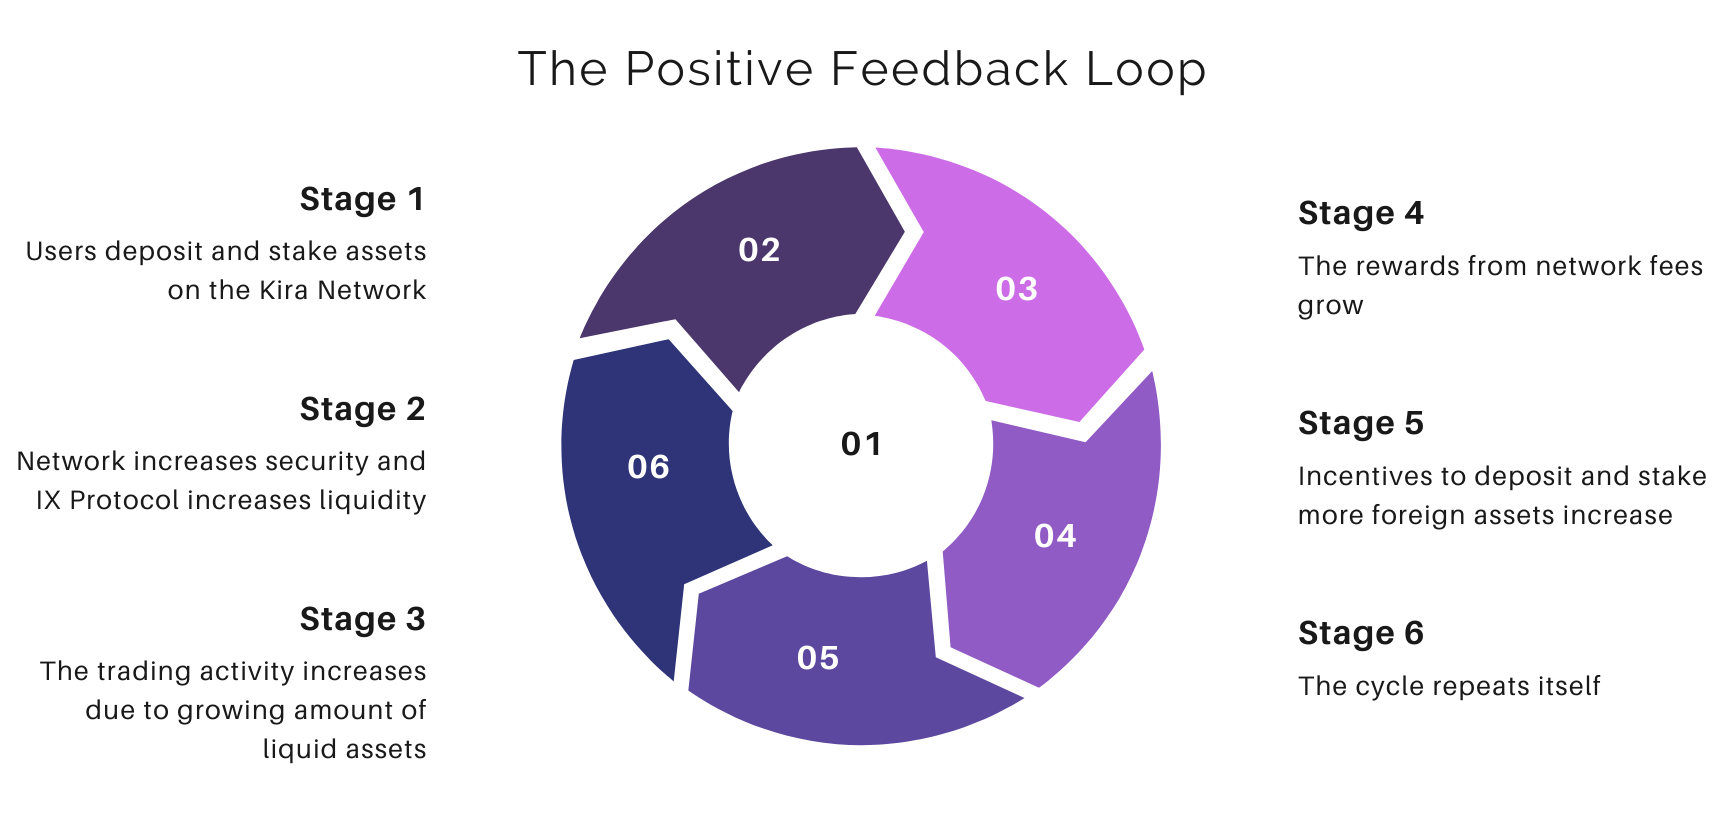 The Positive Feedback Loop
Stage 1
Users deposit and stake assets
on the Kira Network
Stage 2
Network increases security and
IX Protocol increases liquidity
Stage 3
The trading activity increases
due to growing amount of
liquid assets
02
03
01
06
04
05
Stage 4
The rewards from network fees
grow
Stage 5
Incentives to deposit and stake
more foreign assets increase
Stage 6
The cycle repeats itself